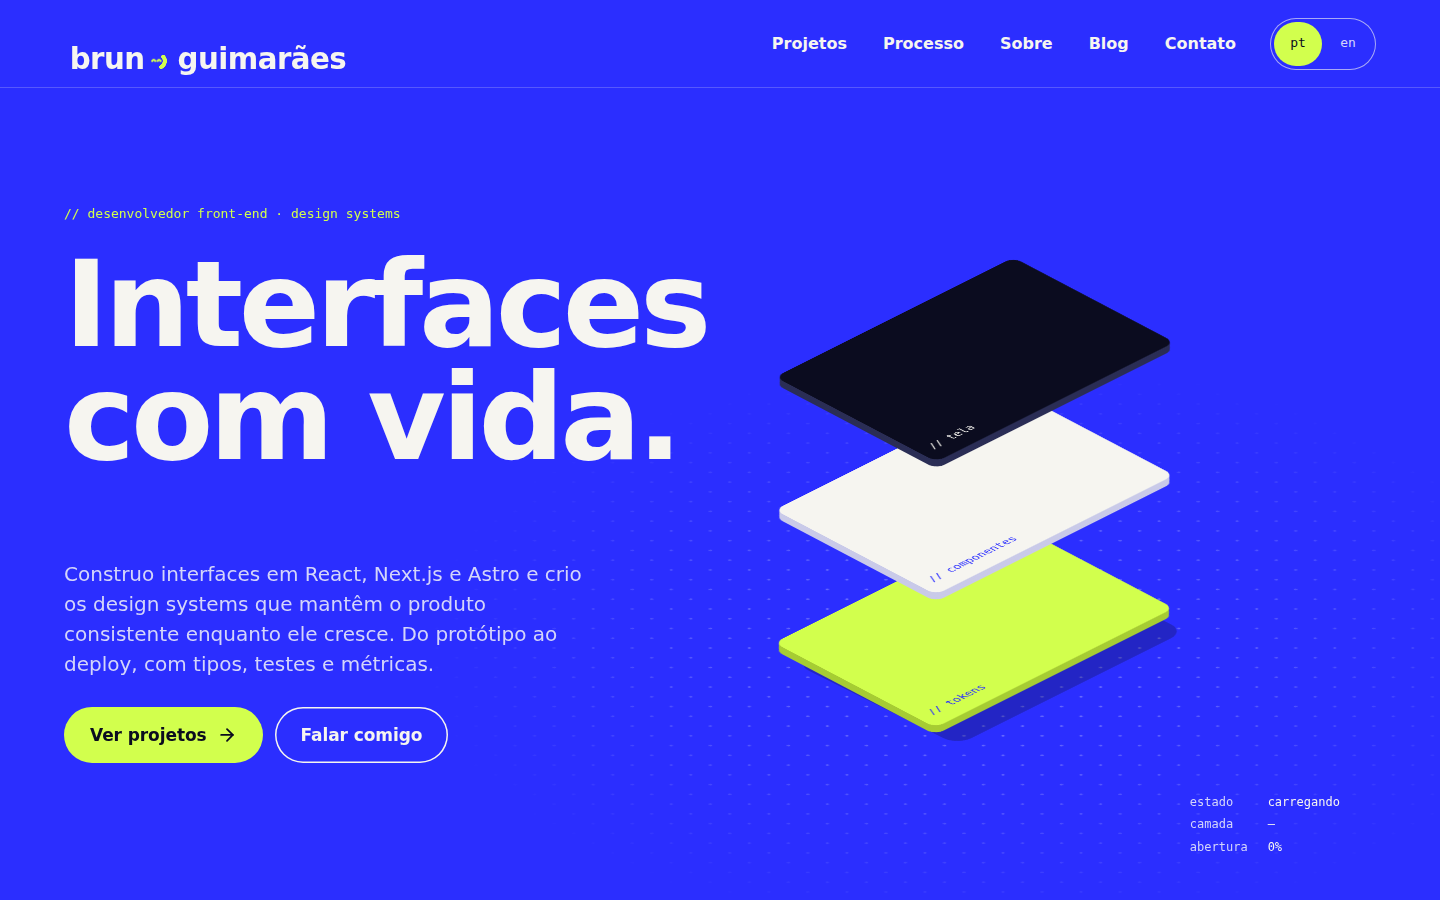 brun guimarães
Projetos
Processo
Sobre
Blog
Contato
pt
en
// desenvolvedor front-end · design systems
Interfaces
com vida.
Construo interfaces em React, Next.js e Astro e crio
os design systems que mantêm o produto
consistente enquanto ele cresce. Do protótipo ao
deploy, com tipos, testes e métricas.
Ver projetos →
Falar comigo
// tela
// componentes
// tokens
estado carregando
camada —
abertura 0%